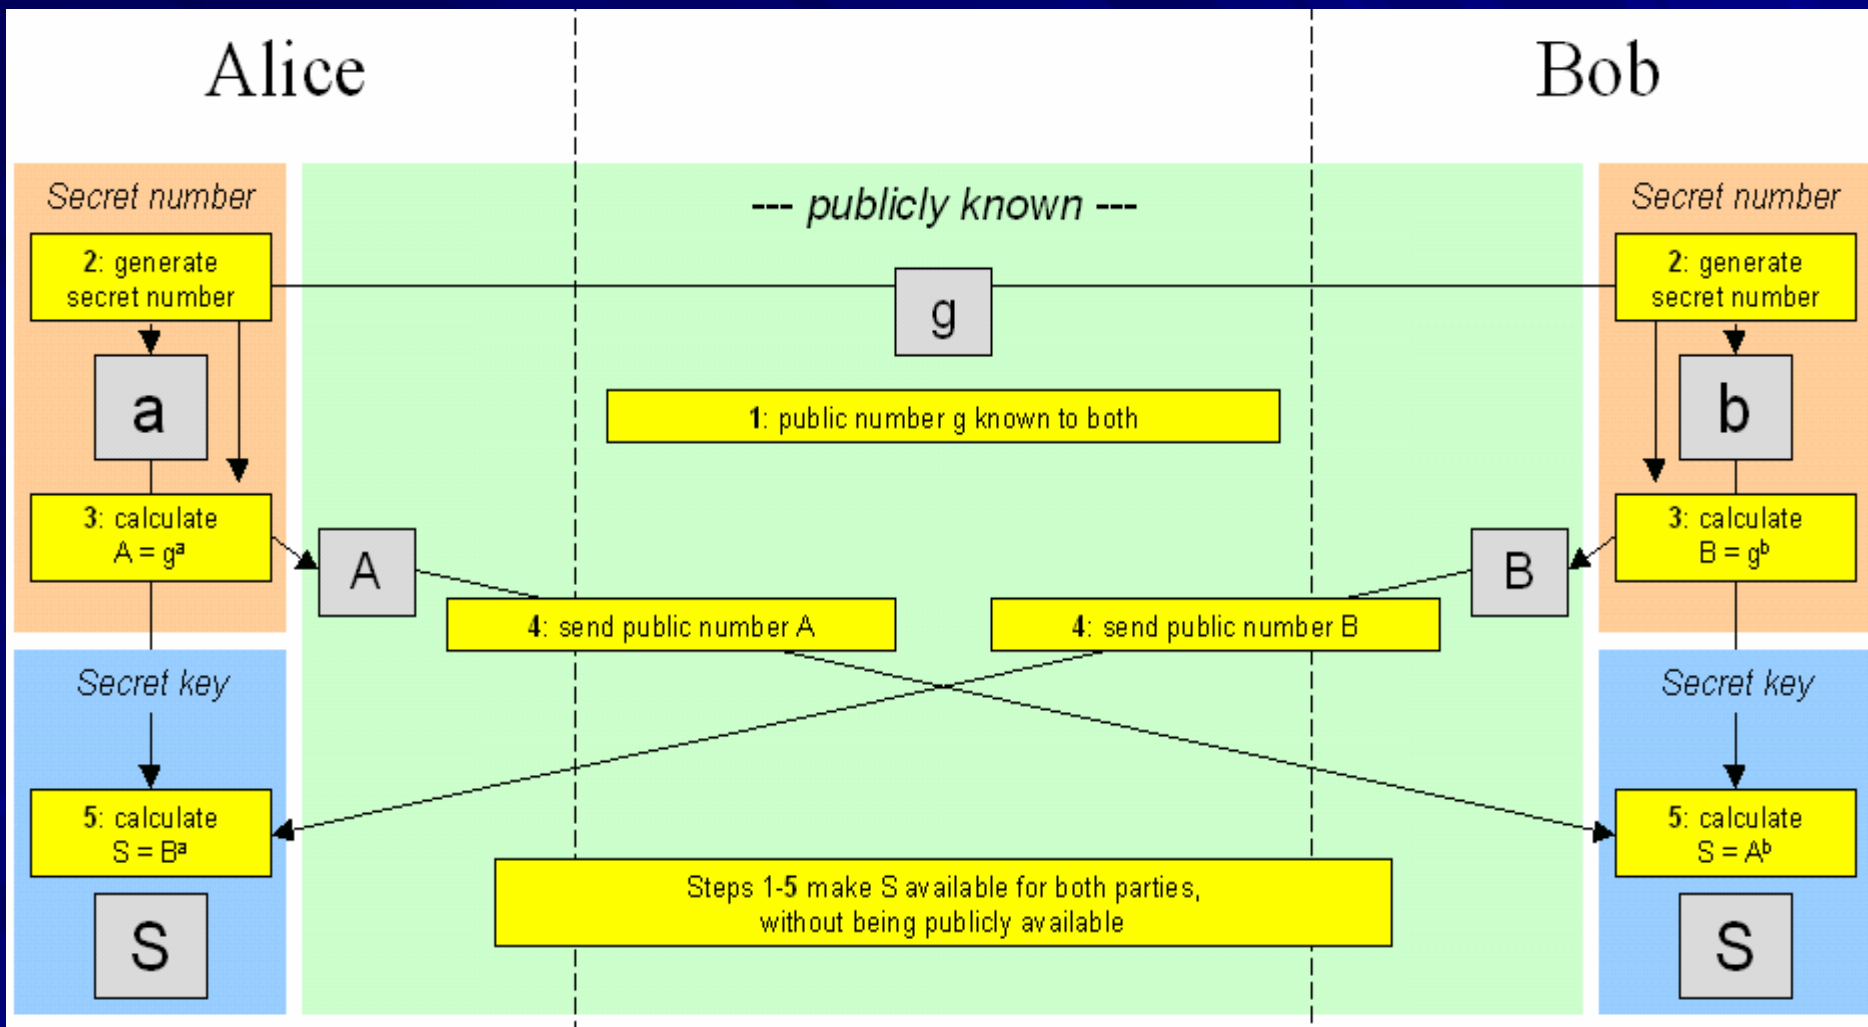 Alice
Bob
Secret number
--- publicly known ---
Secret number
2: generate
secret number
g
2: generate
secret number
a
1: public number g known to both
b
3: calculate
A = gᵃ
A
B
3: calculate
B = gᵇ
4: send public number A
4: send public number B
Secret key
Secret key
5: calculate
S = Bᵃ
5: calculate
S = Aᵇ
Steps 1-5 make S available for both parties,
without being publicly available
S
S